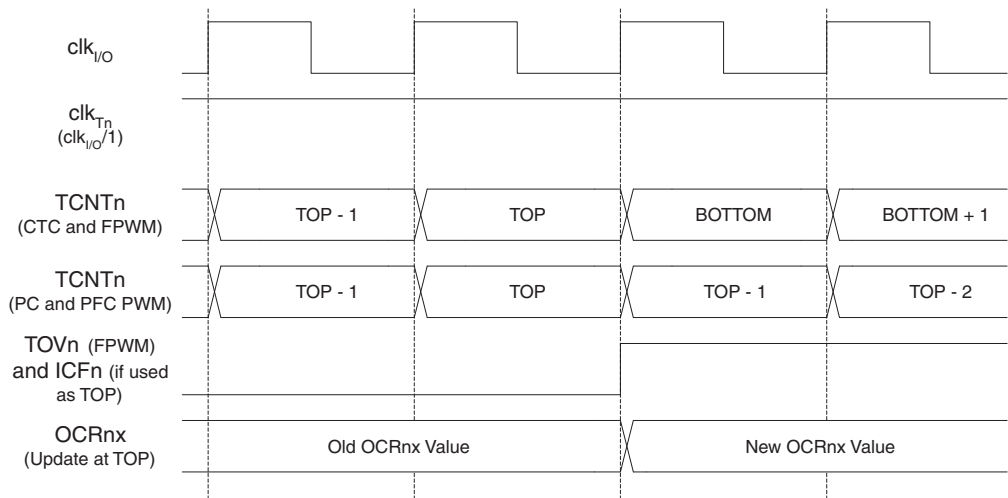 clkI/O
clkTn
(clkI/O/1)
TCNTn
(CTC and FPWM)
TOP - 1
TOP
BOTTOM
BOTTOM + 1
TCNTn
(PC and PFC PWM)
TOP - 1
TOP
TOP - 1
TOP - 2
TOVn (FPWM)
and ICFn (if used
as TOP)
OCRnx
(Update at TOP)
Old OCRnx Value
New OCRnx Value